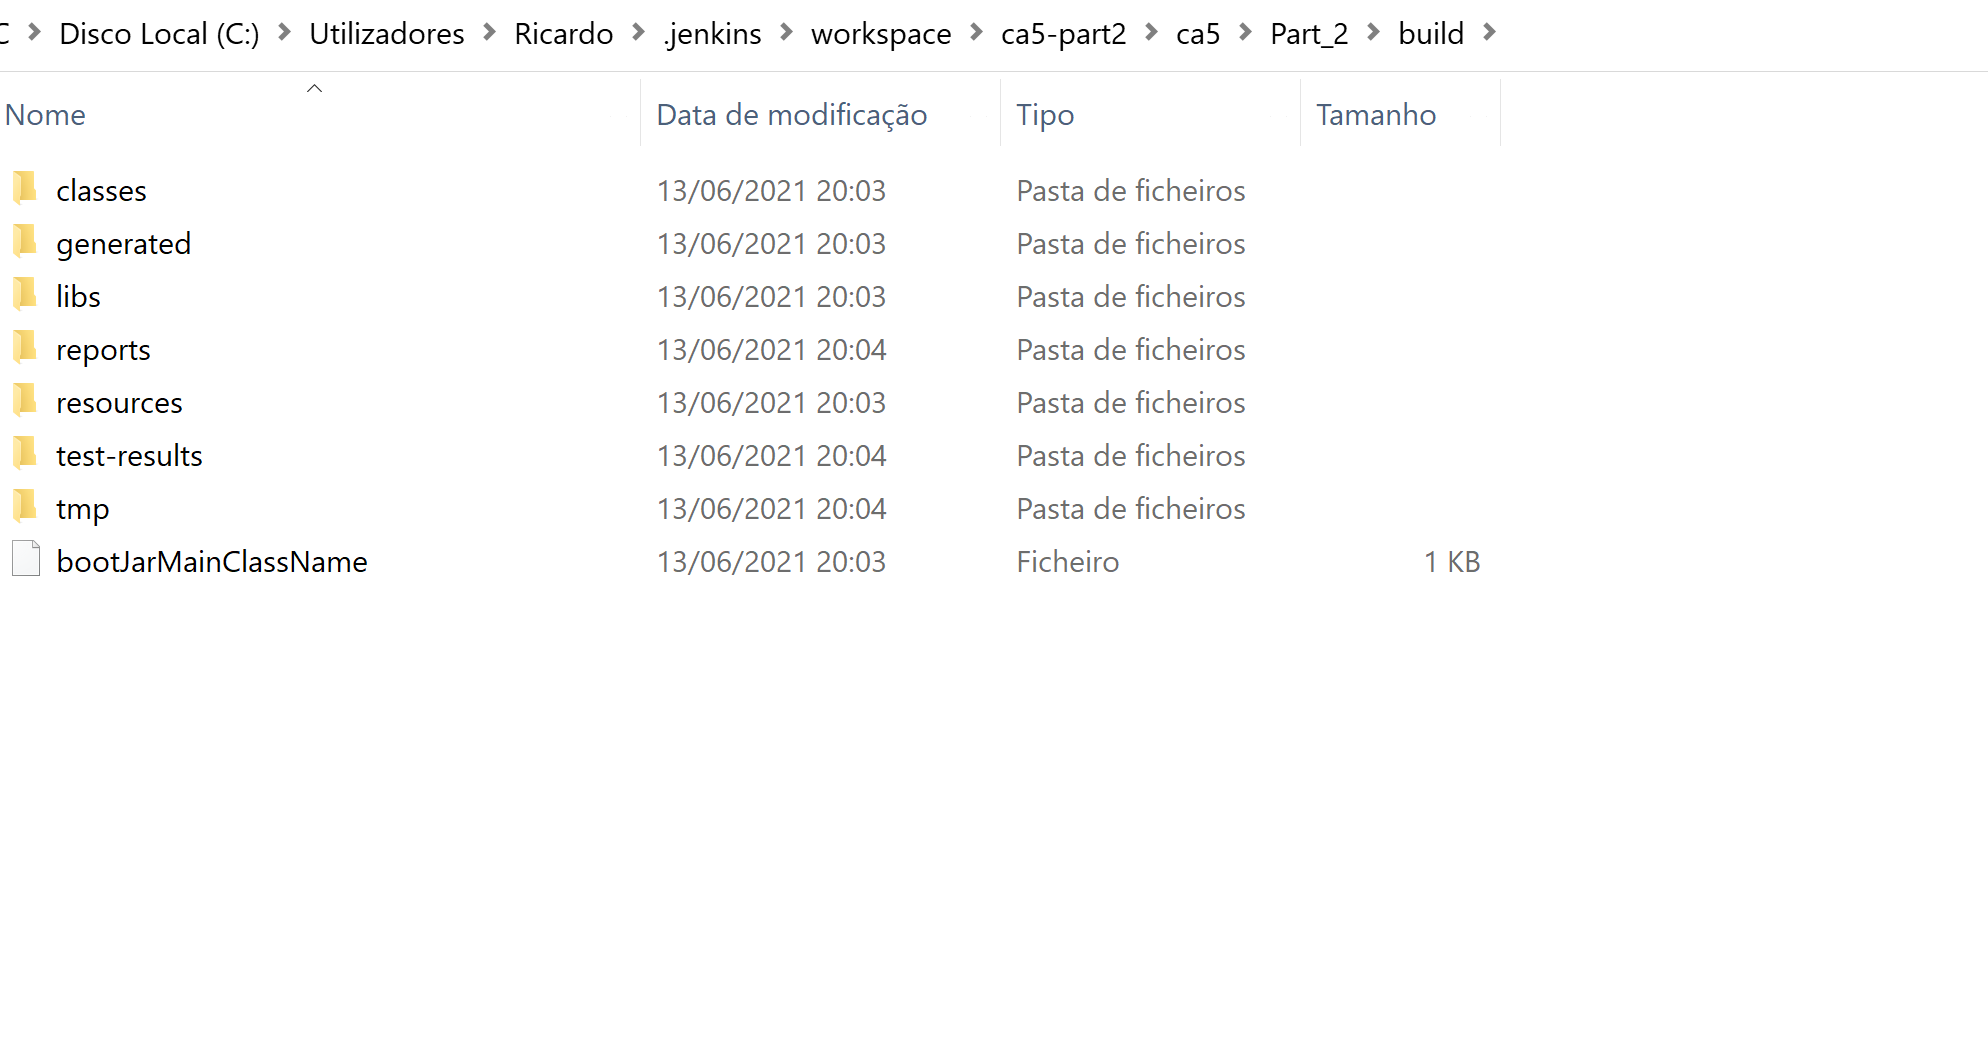 Disco Local (C:) > Utilizadores > Ricardo > .jenkins > workspace > ca5-part2 > ca5 > Part_2 > build >
Nome Data de modificação Tipo Tamanho
classes 13/06/2021 20:03 Pasta de ficheiros
generated 13/06/2021 20:03 Pasta de ficheiros
libs 13/06/2021 20:03 Pasta de ficheiros
reports 13/06/2021 20:04 Pasta de ficheiros
resources 13/06/2021 20:03 Pasta de ficheiros
test-results 13/06/2021 20:04 Pasta de ficheiros
tmp 13/06/2021 20:04 Pasta de ficheiros
bootJarMainClassName 13/06/2021 20:03 Ficheiro 1 KB